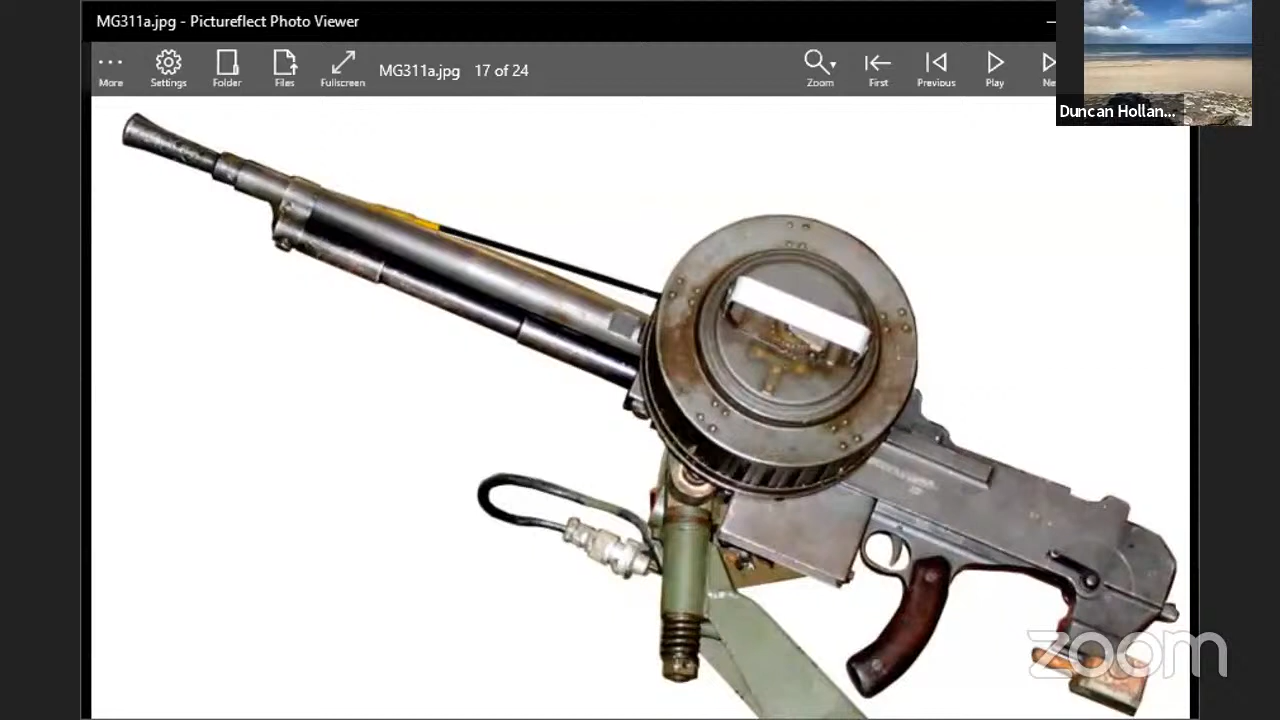 MG311a.jpg - Pictureflect Photo Viewer
More
Settings
Folder
Files
Fullscreen
MG311a.jpg 17 of 24
Zoom
First
Previous
Play
Ne
Duncan Hollan...
zoom